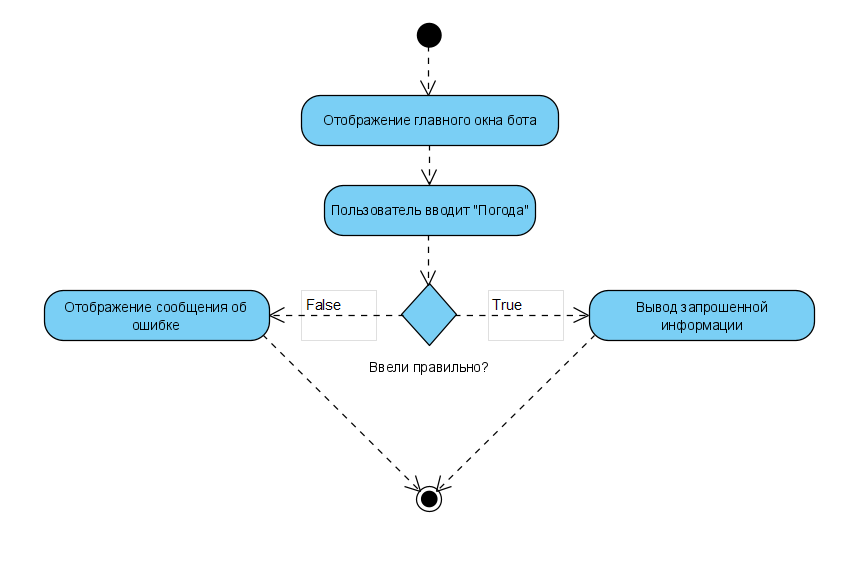 Отображение главного окна бота
Пользователь вводит "Погода"
False
True
Отображение сообщения об
ошибке
Вывод запрошенной
информации
Ввели правильно?